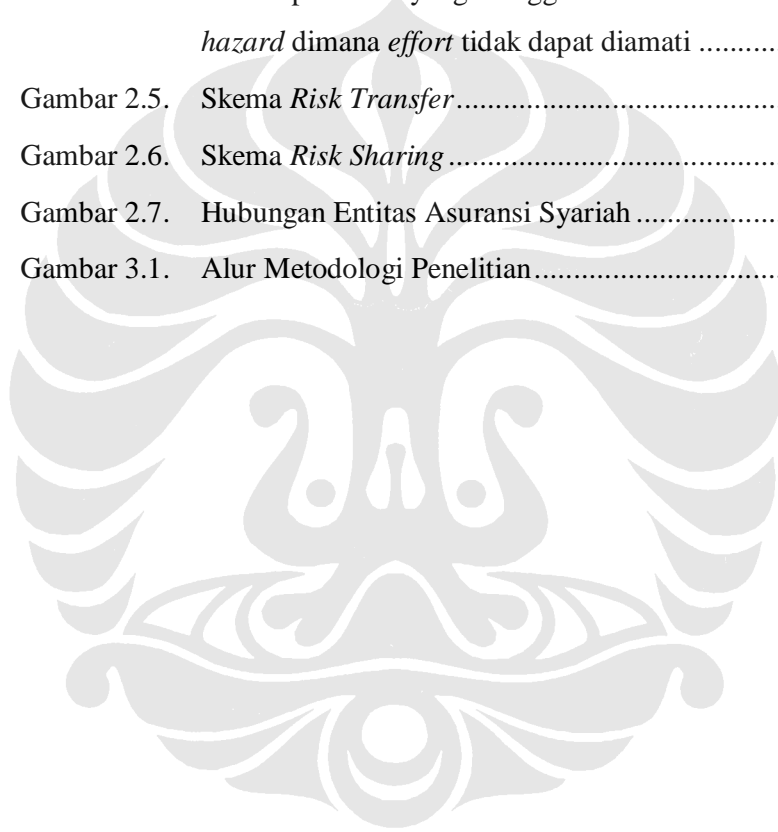 hazard dimana effort tidak dapat diamati ..........
Gambar 2.5. Skema Risk Transfer.........................................
Gambar 2.6. Skema Risk Sharing..........................................
Gambar 2.7. Hubungan Entitas Asuransi Syariah ..................
Gambar 3.1. Alur Metodologi Penelitian...............................